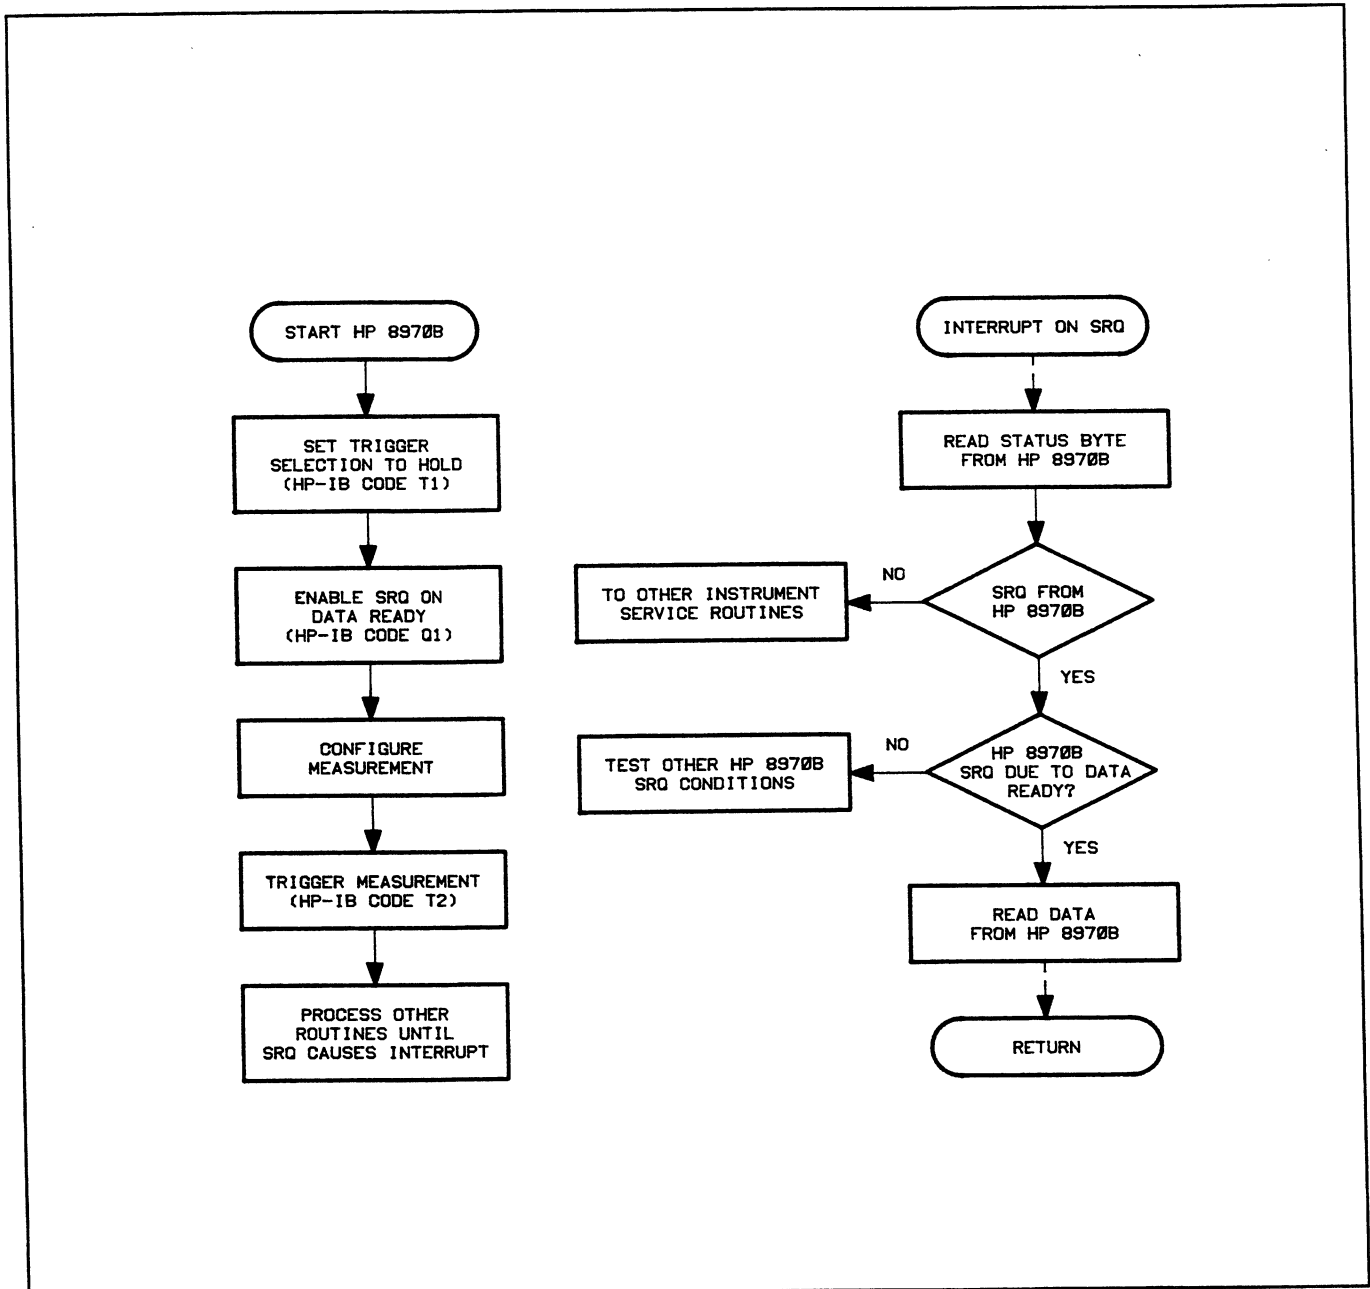 START HP 8970B
SET TRIGGER
SELECTION TO HOLD
(HP-IB CODE T1)
ENABLE SRQ ON
DATA READY
(HP-IB CODE Q1)
CONFIGURE
MEASUREMENT
TRIGGER MEASUREMENT
(HP-IB CODE T2)
PROCESS OTHER
ROUTINES UNTIL
SRQ CAUSES INTERRUPT
INTERRUPT ON SRQ
READ STATUS BYTE
FROM HP 8970B
SRQ FROM
HP 8970B
NO
TO OTHER INSTRUMENT
SERVICE ROUTINES
YES
HP 8970B
SRQ DUE TO DATA
READY?
NO
TEST OTHER HP 8970B
SRQ CONDITIONS
YES
READ DATA
FROM HP 8970B
RETURN